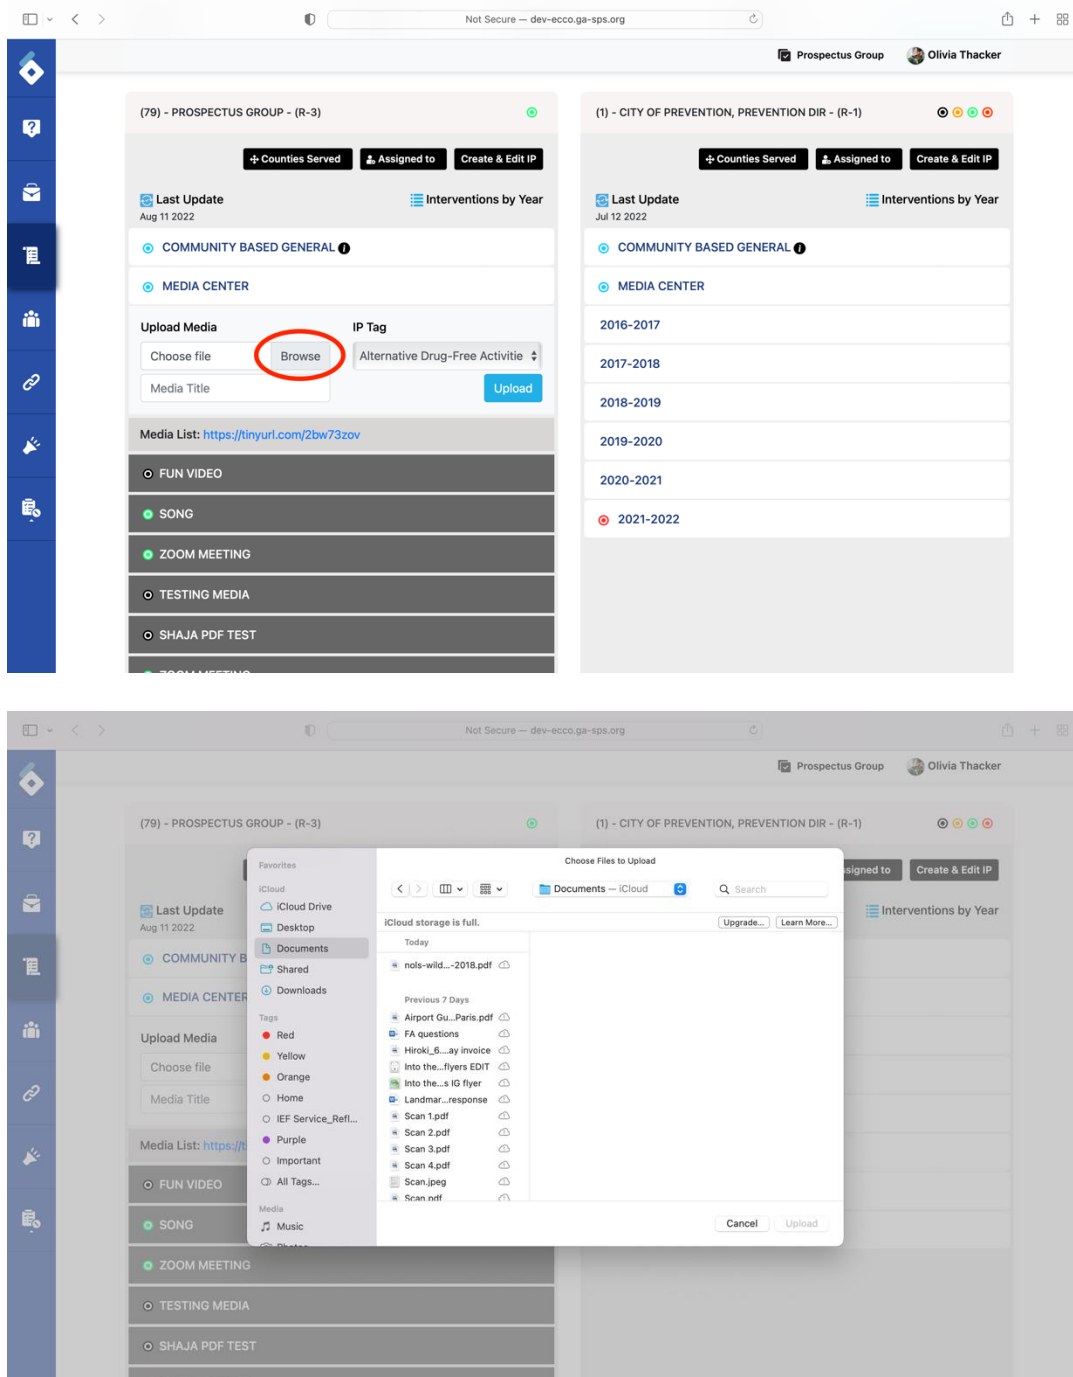 Not Secure — dev-ecco.ga-sps.org
Prospectus Group Olivia Thacker
(79) - PROSPECTUS GROUP - (R-3)
Counties Served Assigned to Create & Edit IP
Last Update Interventions by Year
Aug 11 2022
COMMUNITY BASED GENERAL
MEDIA CENTER
Upload Media IP Tag
Choose file Browse Alternative Drug-Free Activitie
Media Title Upload
Media List: https://tinyurl.com/2bw73zov
FUN VIDEO
SONG
ZOOM MEETING
TESTING MEDIA
SHAJA PDF TEST
ZOOM MEETING
(1) - CITY OF PREVENTION, PREVENTION DIR - (R-1)
Counties Served Assigned to Create & Edit IP
Last Update Interventions by Year
Jul 12 2022
COMMUNITY BASED GENERAL
MEDIA CENTER
2016-2017
2017-2018
2018-2019
2019-2020
2020-2021
2021-2022
Not Secure — dev-ecco.ga-sps.org
Prospectus Group Olivia Thacker
(79) - PROSPECTUS GROUP - (R-3)
Last Update
Aug 11 2022
COMMUNITY B
MEDIA CENTER
Upload Media
Choose file
Media Title
Media List: https://t
FUN VIDEO
SONG
ZOOM MEETING
TESTING MEDIA
SHAJA PDF TEST
(1) - CITY OF PREVENTION, PREVENTION DIR - (R-1)
signed to Create & Edit IP
Interventions by Year
Favorites
iCloud
iCloud Drive
Desktop
Documents
Shared
Downloads
Tags
Red
Yellow
Orange
Home
IEF Service_Refl...
Purple
Important
All Tags...
Media
Music
Photos
Choose Files to Upload
Documents — iCloud Search
iCloud storage is full. Upgrade... Learn More...
Today
nols-wild...-2018.pdf
Previous 7 Days
Airport Gu...Paris.pdf
FA questions
Hiroki_6....ay invoice
Into the...flyers EDIT
Into the...s IG flyer
Landmar...response
Scan 1.pdf
Scan 2.pdf
Scan 3.pdf
Scan 4.pdf
Scan.jpeg
Scan.pdf
Cancel Upload